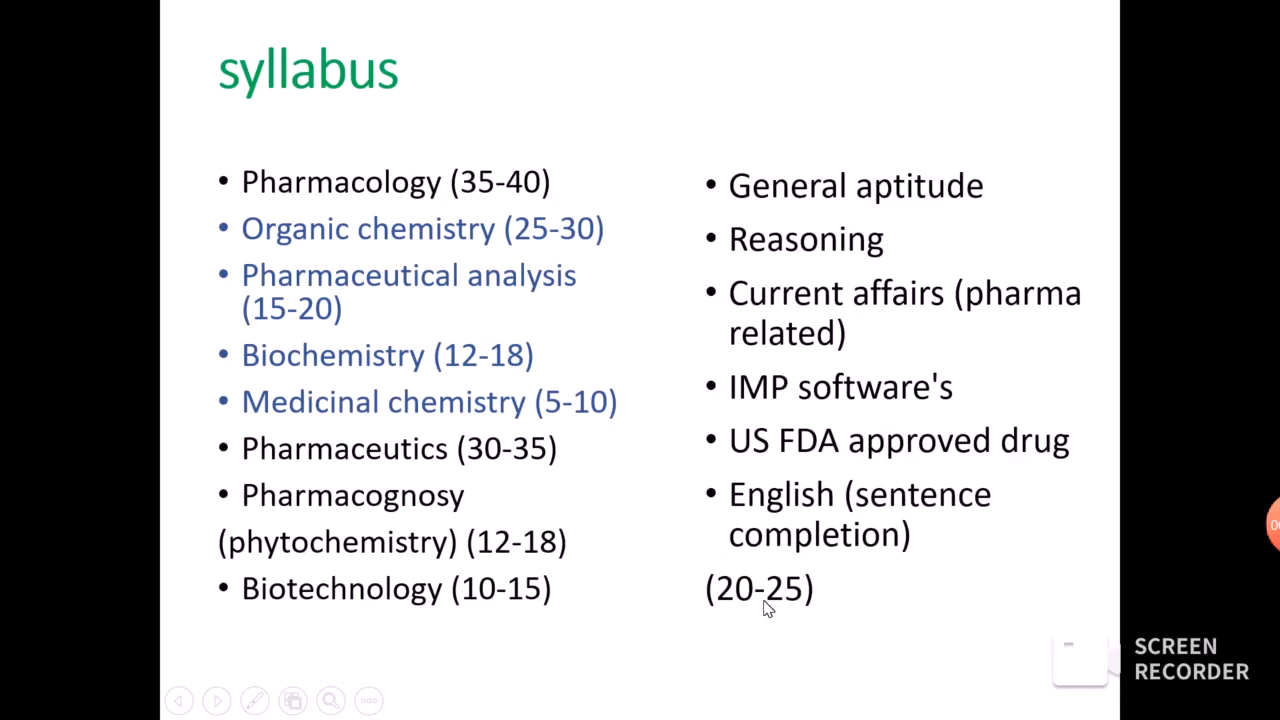 syllabus
• Pharmacology (35-40)
• Organic chemistry (25-30)
• Pharmaceutical analysis
(15-20)
• Biochemistry (12-18)
• Medicinal chemistry (5-10)
• Pharmaceutics (30-35)
• Pharmacognosy
(phytochemistry) (12-18)
• Biotechnology (10-15)
• General aptitude
• Reasoning
• Current affairs (pharma
related)
• IMP software's
• US FDA approved drug
• English (sentence
completion)
(20-25)
SCREEN
RECORDER